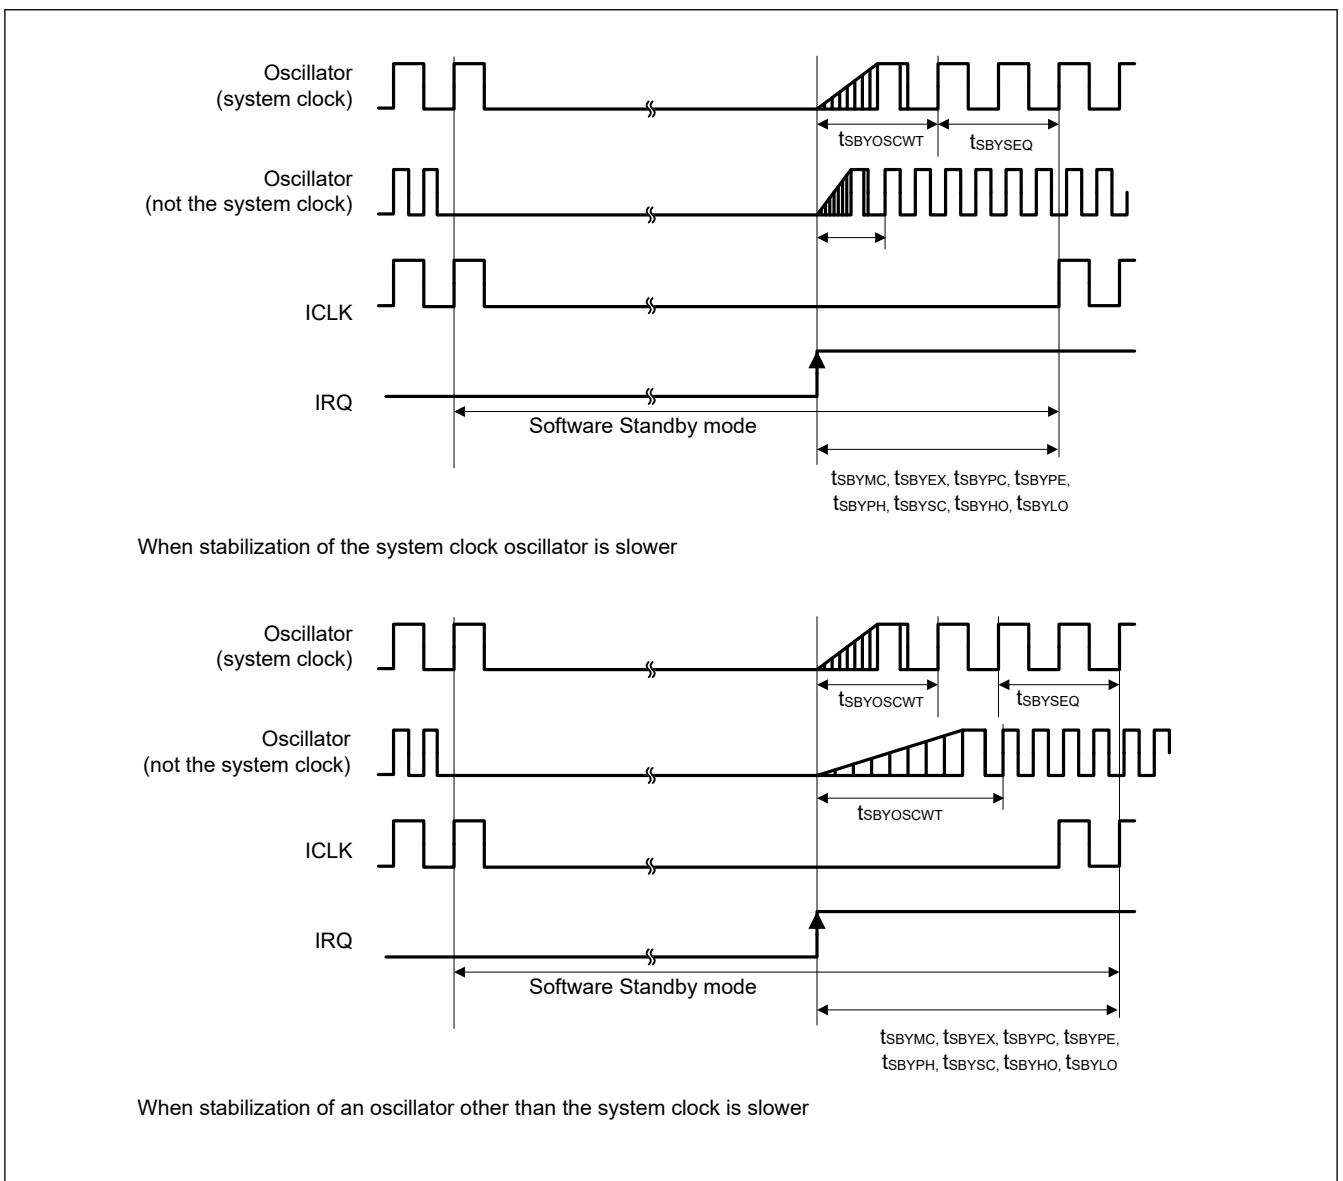 Oscillator
(system clock)
tSBYOSCWT
tSBYSEQ
Oscillator
(not the system clock)
ICLK
IRQ
Software Standby mode
tSBYMC, tSBYEX, tSBYPC, tSBYPE,
tSBYPH, tSBYSC, tSBYHO, tSBYLO
When stabilization of the system clock oscillator is slower
Oscillator
(system clock)
tSBYOSCWT
tSBYSEQ
Oscillator
(not the system clock)
tSBYOSCWT
ICLK
IRQ
Software Standby mode
tSBYMC, tSBYEX, tSBYPC, tSBYPE,
tSBYPH, tSBYSC, tSBYHO, tSBYLO
When stabilization of an oscillator other than the system clock is slower